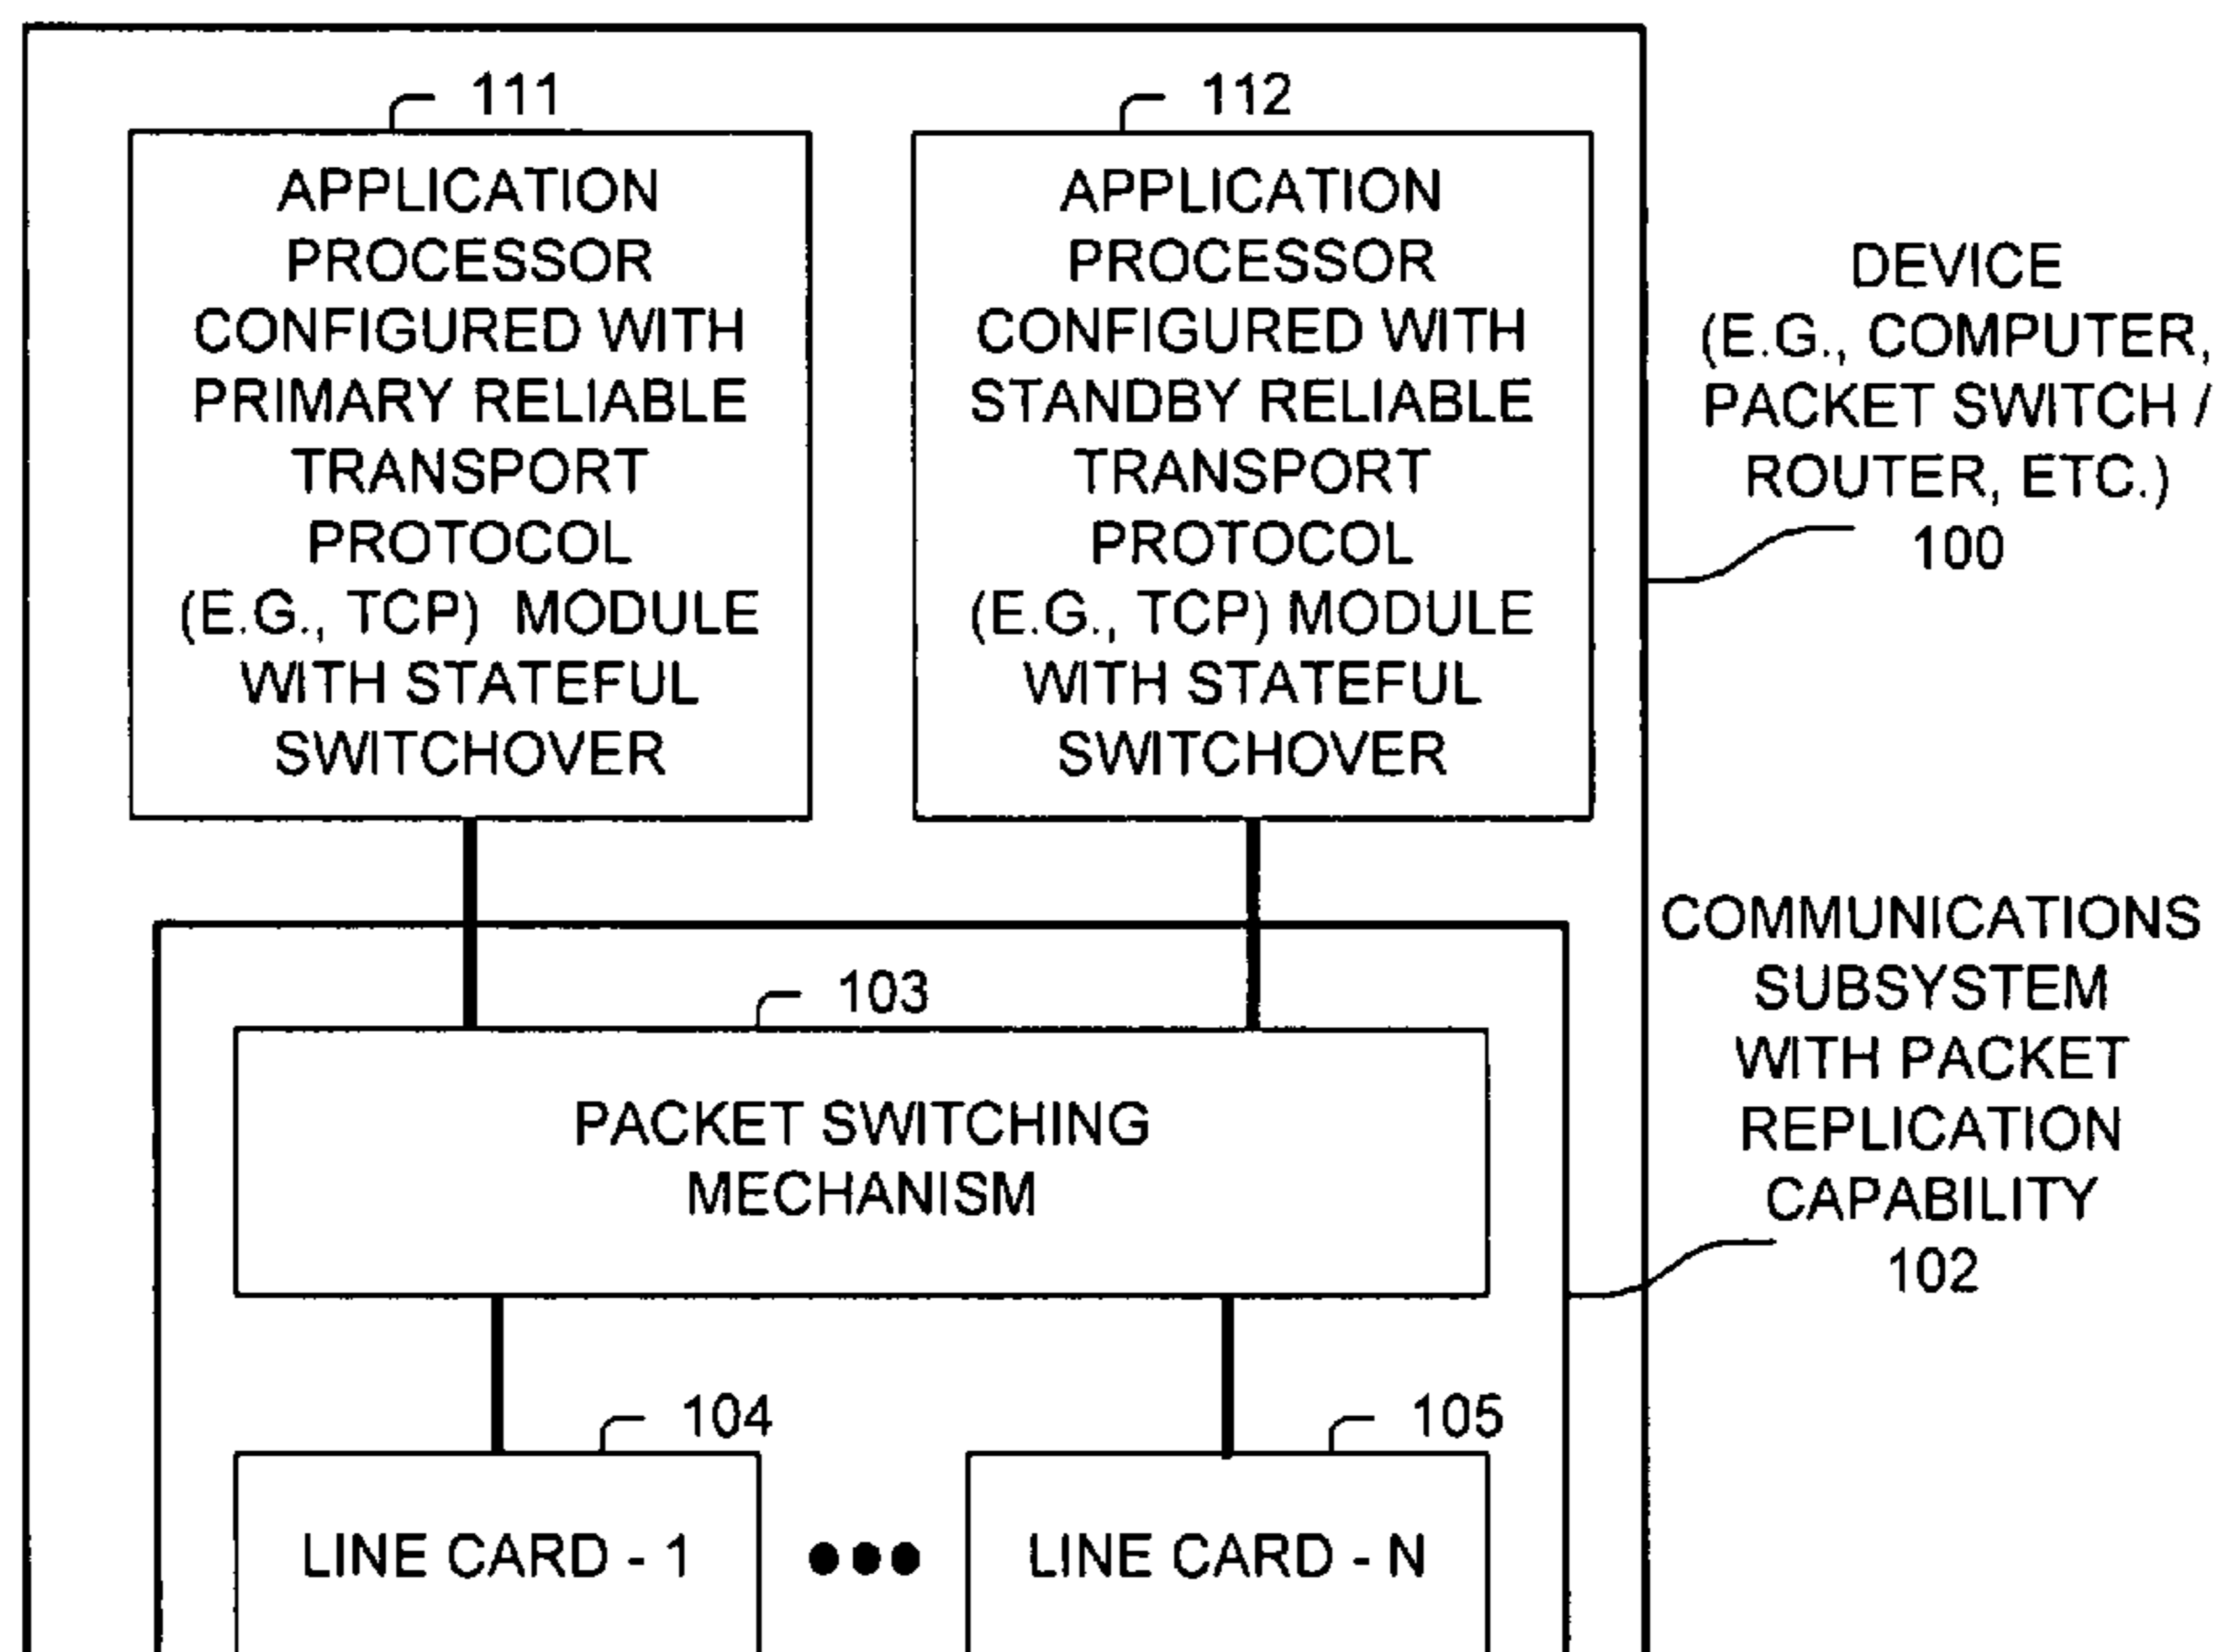 111
APPLICATION
PROCESSOR
CONFIGURED WITH
PRIMARY RELIABLE
TRANSPORT
PROTOCOL
(E.G., TCP) MODULE
WITH STATEFUL
SWITCHOVER
112
APPLICATION
PROCESSOR
CONFIGURED WITH
STANDBY RELIABLE
TRANSPORT
PROTOCOL
(E.G., TCP) MODULE
WITH STATEFUL
SWITCHOVER
DEVICE
(E.G., COMPUTER,
PACKET SWITCH /
ROUTER, ETC.)
100
COMMUNICATIONS
SUBSYSTEM
WITH PACKET
REPLICATION
CAPABILITY
102
103
PACKET SWITCHING
MECHANISM
104
LINE CARD - 1
105
LINE CARD - N